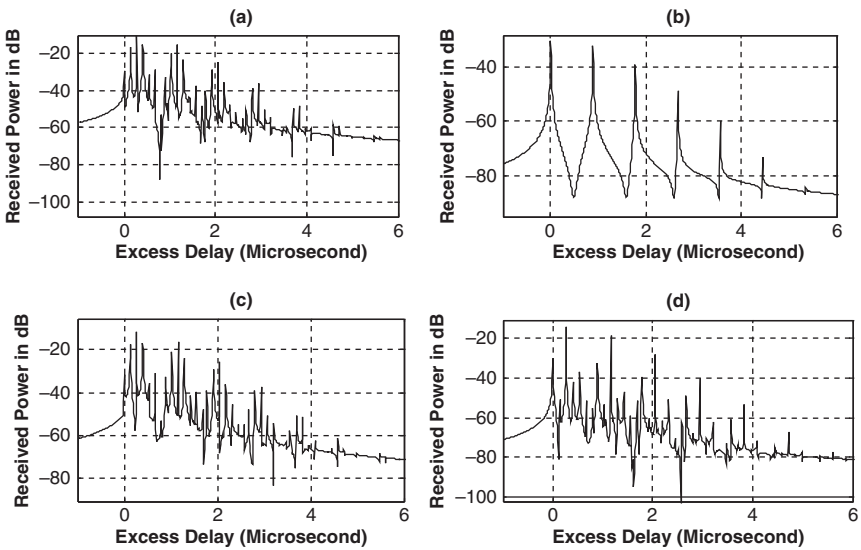 (a)
Received Power in dB
−20
−40
−60
−80
−100
0 2 4 6
Excess Delay (Microsecond)
(b)
Received Power in dB
−40
−60
−80
0 2 4 6
Excess Delay (Microsecond)
(c)
Received Power in dB
−20
−40
−60
−80
0 2 4 6
Excess Delay (Microsecond)
(d)
Received Power in dB
−20
−40
−60
−80
−100
0 2 4 6
Excess Delay (Microsecond)